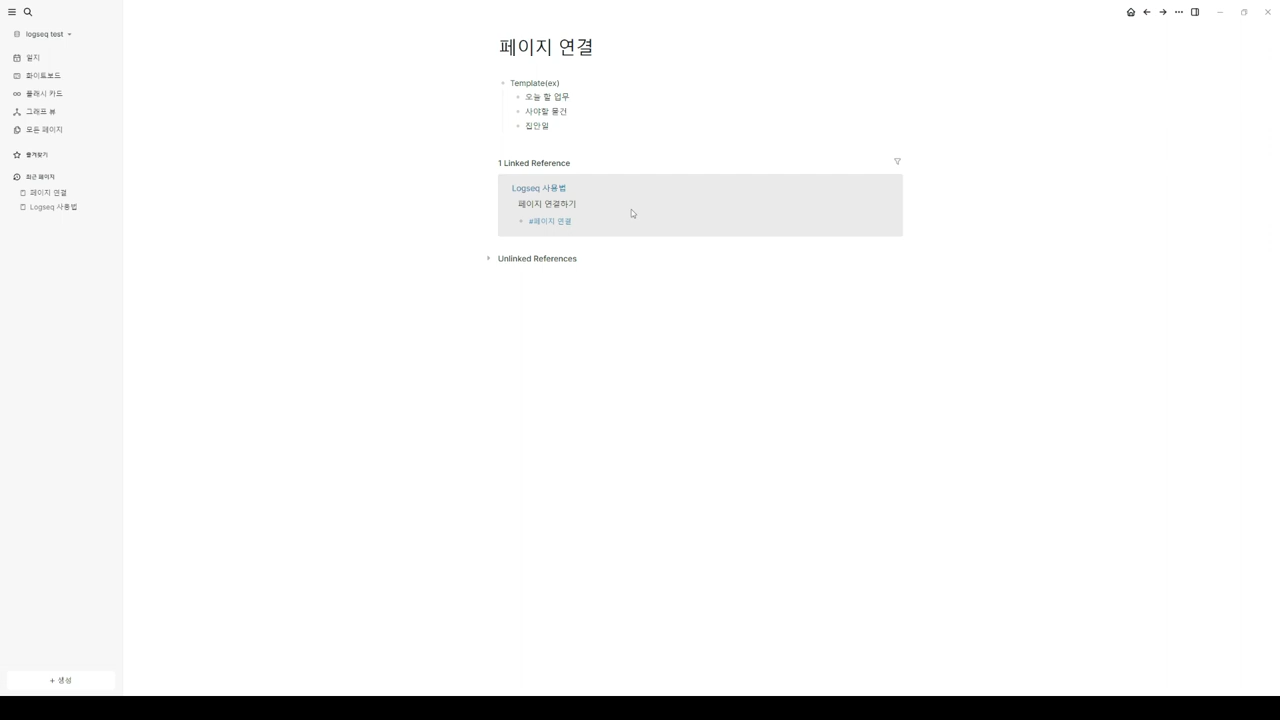 logseq test
일지
화이트보드
플래시 카드
그래프 뷰
모든 페이지
즐겨찾기
최근 페이지
페이지 연결
Logseq 사용법
+ 생성
페이지 연결
Template(ex)
오늘 할 업무
사야할 물건
집안일
1 Linked Reference
Logseq 사용법
페이지 연결하기
#페이지 연결
Unlinked References